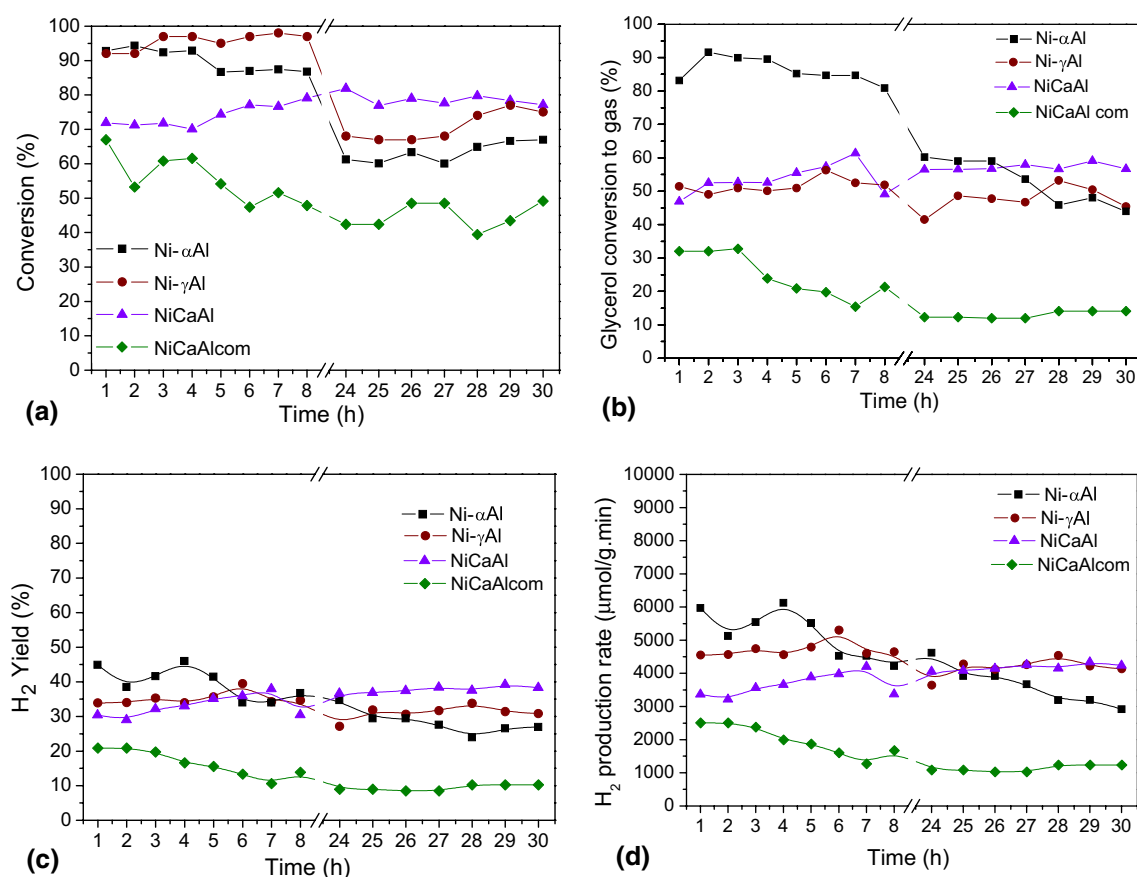 Conversion (%)
100
90
80
70
60
50
40
30
20
10
0
Ni-αAl
Ni-γAl
NiCaAl
NiCaAlcom
1 2 3 4 5 6 7 8 24 25 26 27 28 29 30
Time (h)
(a)
Glycerol conversion to gas (%)
100
90
80
70
60
50
40
30
20
10
0
Ni-αAl
Ni-γAl
NiCaAl
NiCaAl com
1 2 3 4 5 6 7 8 24 25 26 27 28 29 30
Time (h)
(b)
H2 Yield (%)
100
90
80
70
60
50
40
30
20
10
0
Ni-αAl
Ni-γAl
NiCaAl
NiCaAlcom
1 2 3 4 5 6 7 8 24 25 26 27 28 29 30
Time (h)
(c)
H2 production rate (μmol/g.min)
10000
9000
8000
7000
6000
5000
4000
3000
2000
1000
0
Ni-αAl
Ni-γAl
NiCaAl
NiCaAlcom
1 2 3 4 5 6 7 8 24 25 26 27 28 29 30
Time (h)
(d)